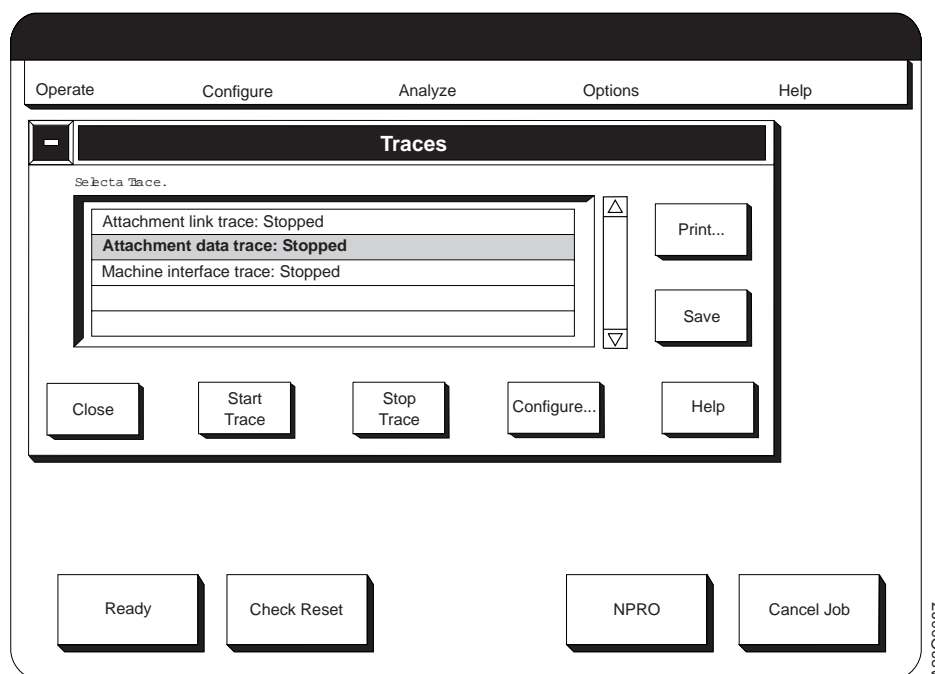 Operate Configure Analyze Options Help
Traces
Select a Trace.
Attachment link trace: Stopped
Attachment data trace: Stopped
Machine interface trace: Stopped
Print...
Save
Close
Start
Trace
Stop
Trace
Configure...
Help
Ready
Check Reset
NPRO
Cancel Job